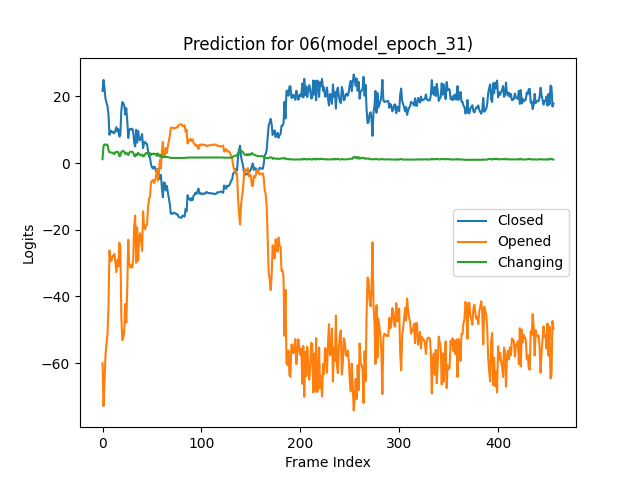 Prediction for 06(model_epoch_31)
20
0
−20
−40
−60
Logits
Closed
Opened
Changing
0 100 200 300 400
Frame Index